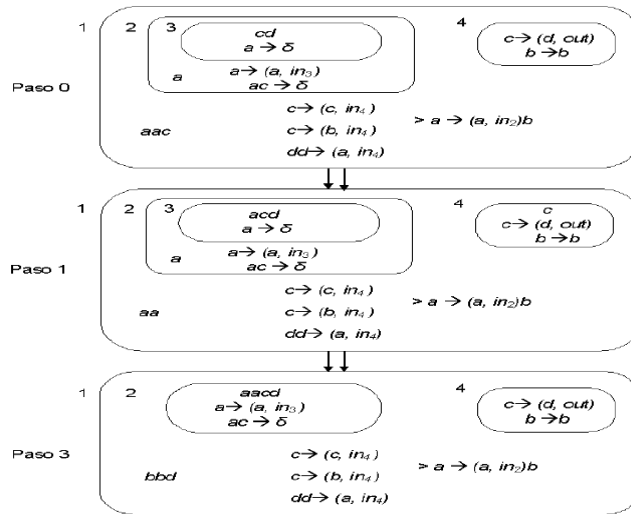 1 2 3 4
cd
a → δ
c→ (d, out)
b →b
a a→ (a, in₃)
ac → δ
Paso 0
c→ (c, in₄)
aac c→ (b, in₄) > a → (a, in₂)b
dd→ (a, in₄)
1 2 3 4
acd
a → δ
c
c→ (d, out)
b →b
a a→ (a, in₃)
ac → δ
Paso 1
c→ (c, in₄)
aa c→ (b, in₄) > a → (a, in₂)b
dd→ (a, in₄)
1 2 4
aacd
a→ (a, in₃)
ac → δ
c→ (d, out)
b →b
Paso 3
c→ (c, in₄)
bbd c→ (b, in₄) > a → (a, in₂)b
dd→ (a, in₄)